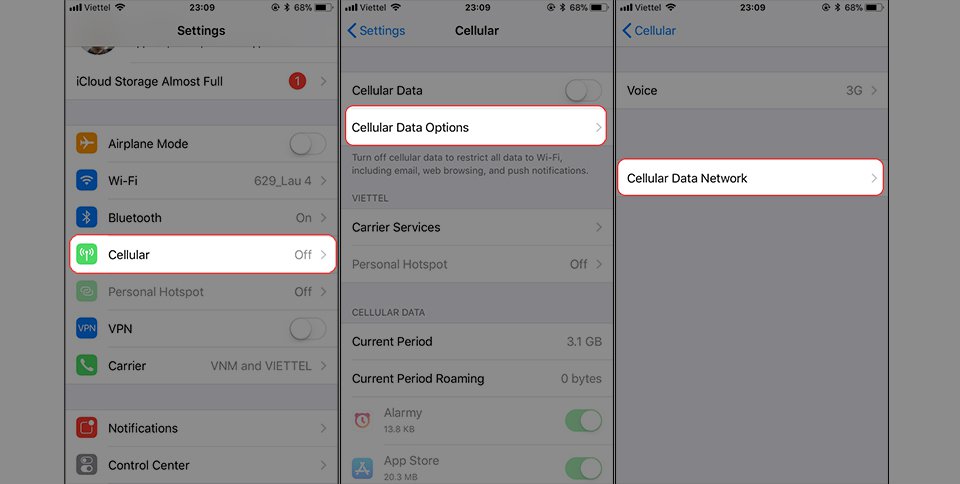 Viettel 23:09 68%
Settings
iCloud Storage Almost Full 1
Airplane Mode
Wi-Fi 629_Lau 4
Bluetooth On
Cellular Off
Personal Hotspot Off
VPN VPN
Carrier VNM and VIETTEL
Notifications
Control Center
Viettel 23:09 68%
Settings Cellular
Cellular Data
Cellular Data Options
Turn off cellular data to restrict all data to Wi-Fi,
including email, web browsing, and push notifications.
VIETTEL
Carrier Services
Personal Hotspot Off
CELLULAR DATA
Current Period 3.1 GB
Current Period Roaming 0 bytes
Alarmy
13.8 KB
App Store
20.3 MB
Viettel 23:09 68%
Cellular
Voice 3G
Cellular Data Network